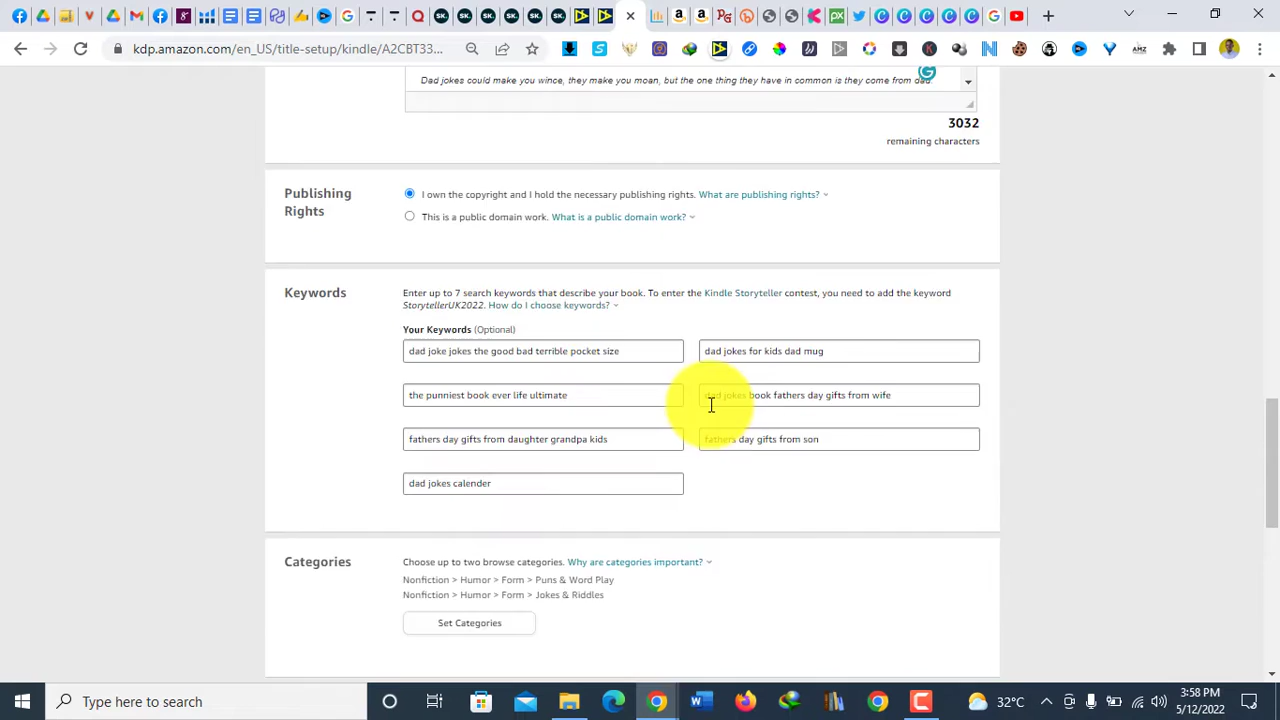 kdp.amazon.com/en_US/title-setup/kindle/A2CBT33...
Dad jokes could make you wince, they make you moan, but the one thing they have in common is they come from dad.
3032
remaining characters
Publishing Rights
I own the copyright and I hold the necessary publishing rights. What are publishing rights?
This is a public domain work. What is a public domain work?
Keywords
Enter up to 7 search keywords that describe your book. To enter the Kindle Storyteller contest, you need to add the keyword
StorytellerUK2022. How do I choose keywords?
Your Keywords (Optional)
dad joke jokes the good bad terrible pocket size
dad jokes for kids dad mug
the punniest book ever life ultimate
dad jokes book fathers day gifts from wife
fathers day gifts from daughter grandpa kids
fathers day gifts from son
dad jokes calender
Categories
Choose up to two browse categories. Why are categories important?
Nonfiction > Humor > Form > Puns & Word Play
Nonfiction > Humor > Form > Jokes & Riddles
Set Categories
Type here to search
32°C
3:58 PM
5/12/2022